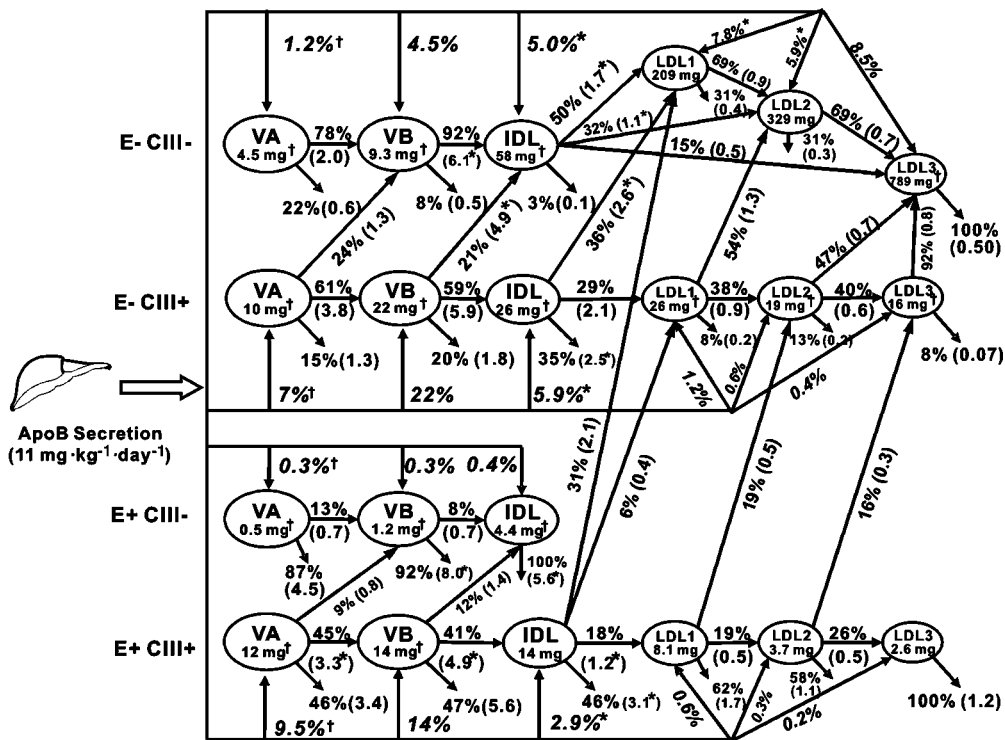 1.2%† 4.5% 5.0%* 7.8%* 5.9%* 8.5%
LDL1
209 mg
69% (0.9)
31%
(0.4)
50% (1.7*)
LDL2
329 mg
69% (0.7)
31%
(0.3)
32% (1.1*)
15% (0.5)
E- CIII-
VA
4.5 mg†
78%
(2.0)
VB
9.3 mg†
92%
(6.1*)
IDL
58 mg†
LDL3
789 mg†
22%(0.6)
8% (0.5)
3%(0.1)
100%
(0.50)
24% (1.3)
21% (4.9*)
36% (2.6*)
54% (1.3)
47% (0.7)
92% (0.8)
E- CIII+
VA
10 mg†
61%
(3.8)
VB
22 mg†
59%
(5.9)
IDL
26 mg†
29%
(2.1)
LDL1
26 mg†
38%
(0.9)
LDL2
19 mg†
40%
(0.6)
LDL3
16 mg†
15%(1.3)
20% (1.8)
35%(2.5*)
8%(0.2)
13%(0.2)
8% (0.07)
7%† 22% 5.9%* 1.2% 0.6% 0.4%
ApoB Secretion
(11 mg·kg-1·day-1)
31% (2.1)
6% (0.4)
19% (0.5)
16% (0.3)
0.3%† 0.3% 0.4%
E+ CIII-
VA
0.5 mg†
13%
(0.7)
VB
1.2 mg†
8%
(0.7)
IDL
4.4 mg†
87%
(4.5)
92% (8.0*)
100%
(5.6*)
9% (0.8)
12% (1.4)
E+ CIII+
VA
12 mg†
45%
(3.3*)
VB
14 mg†
41%
(4.9*)
IDL
14 mg
18%
(1.2*)
LDL1
8.1 mg
19%
(0.5)
LDL2
3.7 mg
26%
(0.5)
LDL3
2.6 mg
46%(3.4)
47%(5.6)
46%(3.1*)
62%
(1.7)
58%
(1.1)
100% (1.2)
9.5%† 14% 2.9%* 0.6% 0.3% 0.2%